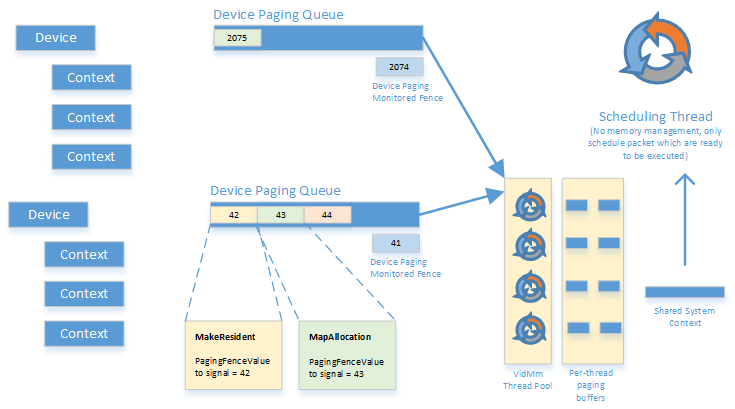 Device Paging Queue
Device
2075
2074
Context
Device Paging
Monitored Fence
Context
Scheduling Thread
(No memory management, only
schedule packet which are ready
to be executed)
Context
Device Paging Queue
Device
42
43
44
41
Context
Device Paging
Monitored Fence
Context
Shared System
Context
Context
MakeResident
PagingFenceValue
to signal = 42
MapAllocation
PagingFenceValue
to signal = 43
VidMm
Thread Pool
Per-thread
paging
buffers